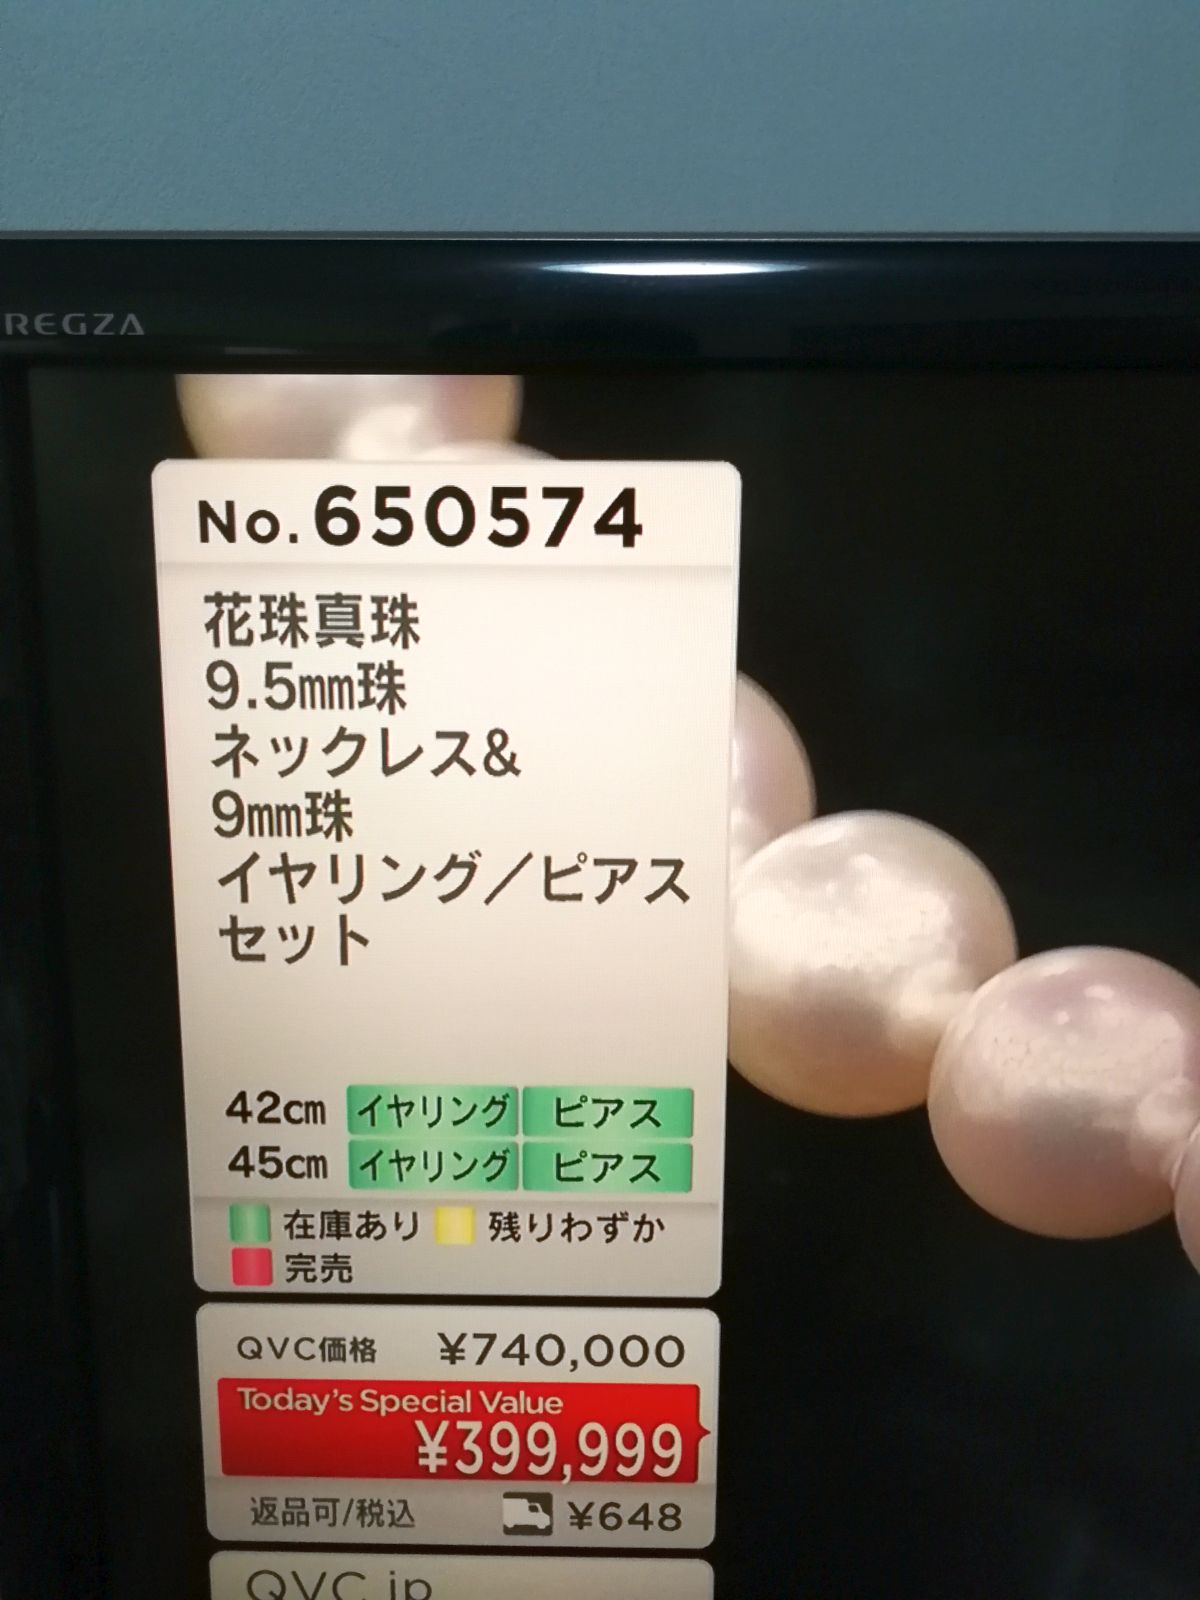 REGZA
No.650574
花珠真珠
9.5mm珠
ネックレス&
9mm珠
イヤリング／ピアス
セット
42cm イヤリング ピアス
45cm イヤリング ピアス
在庫あり 残りわずか
完売
QVC価格 ¥740,000
Today's Special Value
¥399,999
返品可/税込 ¥648
QVC.jp